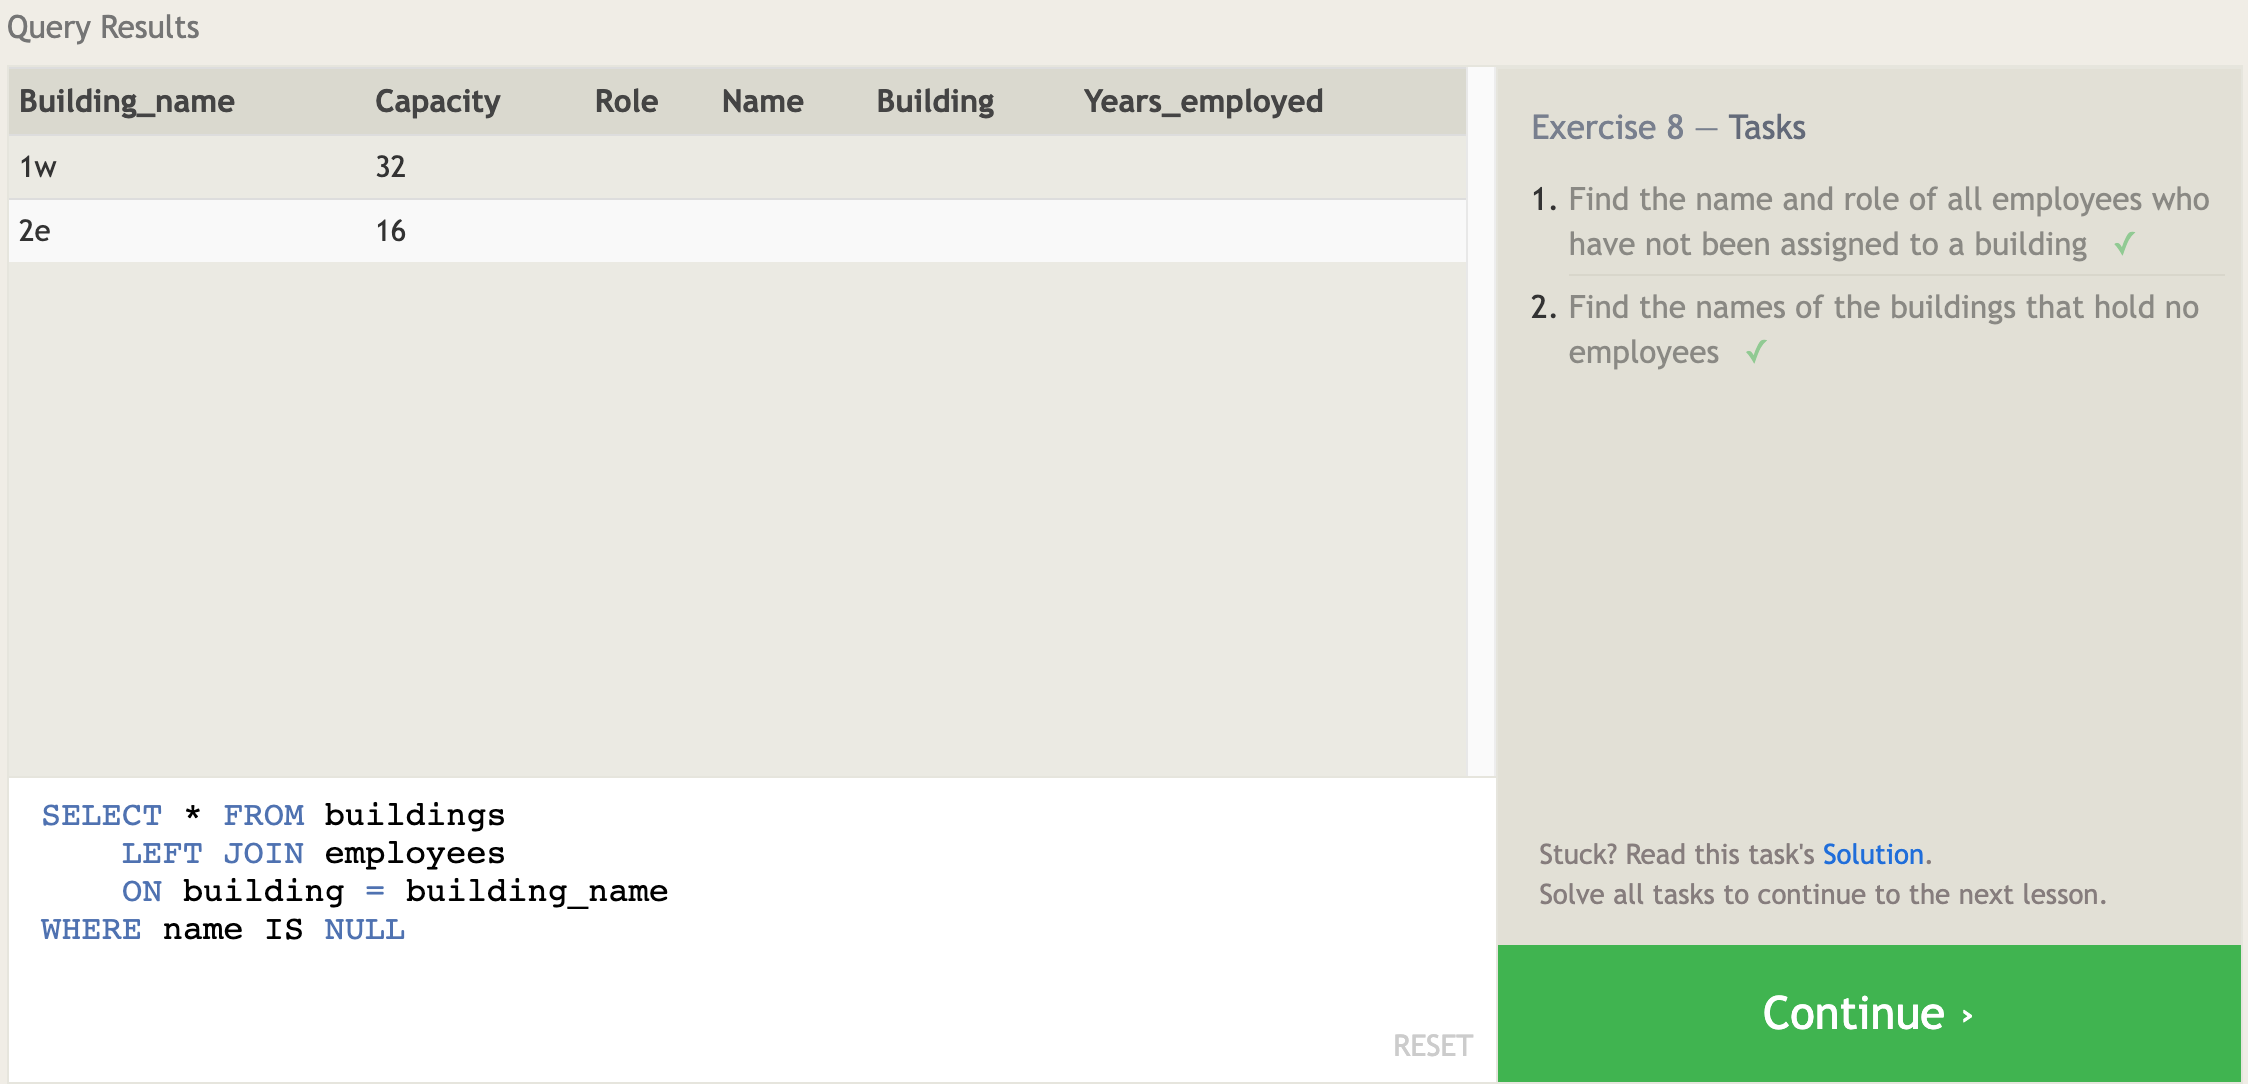 Query Results
Building_name Capacity Role Name Building Years_employed
1w 32
2e 16
SELECT * FROM buildings
LEFT JOIN employees
ON building = building_name
WHERE name IS NULL
RESET
Exercise 8 — Tasks
1. Find the name and role of all employees who
have not been assigned to a building ✓
2. Find the names of the buildings that hold no
employees ✓
Stuck? Read this task's Solution.
Solve all tasks to continue to the next lesson.
Continue ›